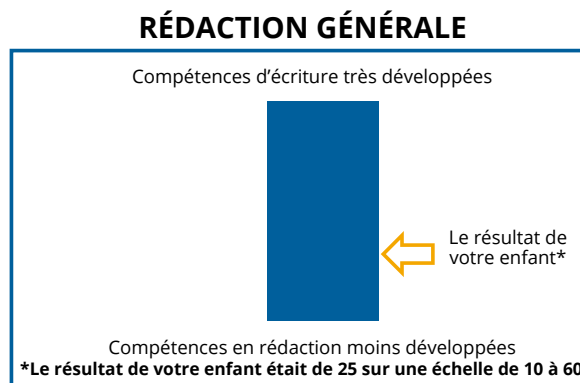 RÉDACTION GÉNÉRALE
Compétences d'écriture très développées
Le résultat de
votre enfant*
Compétences en rédaction moins développées
*Le résultat de votre enfant était de 25 sur une échelle de 10 à 60